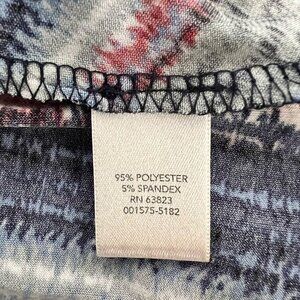 95% POLYESTER
5% SPANDEX
RN 63823
001575-5182